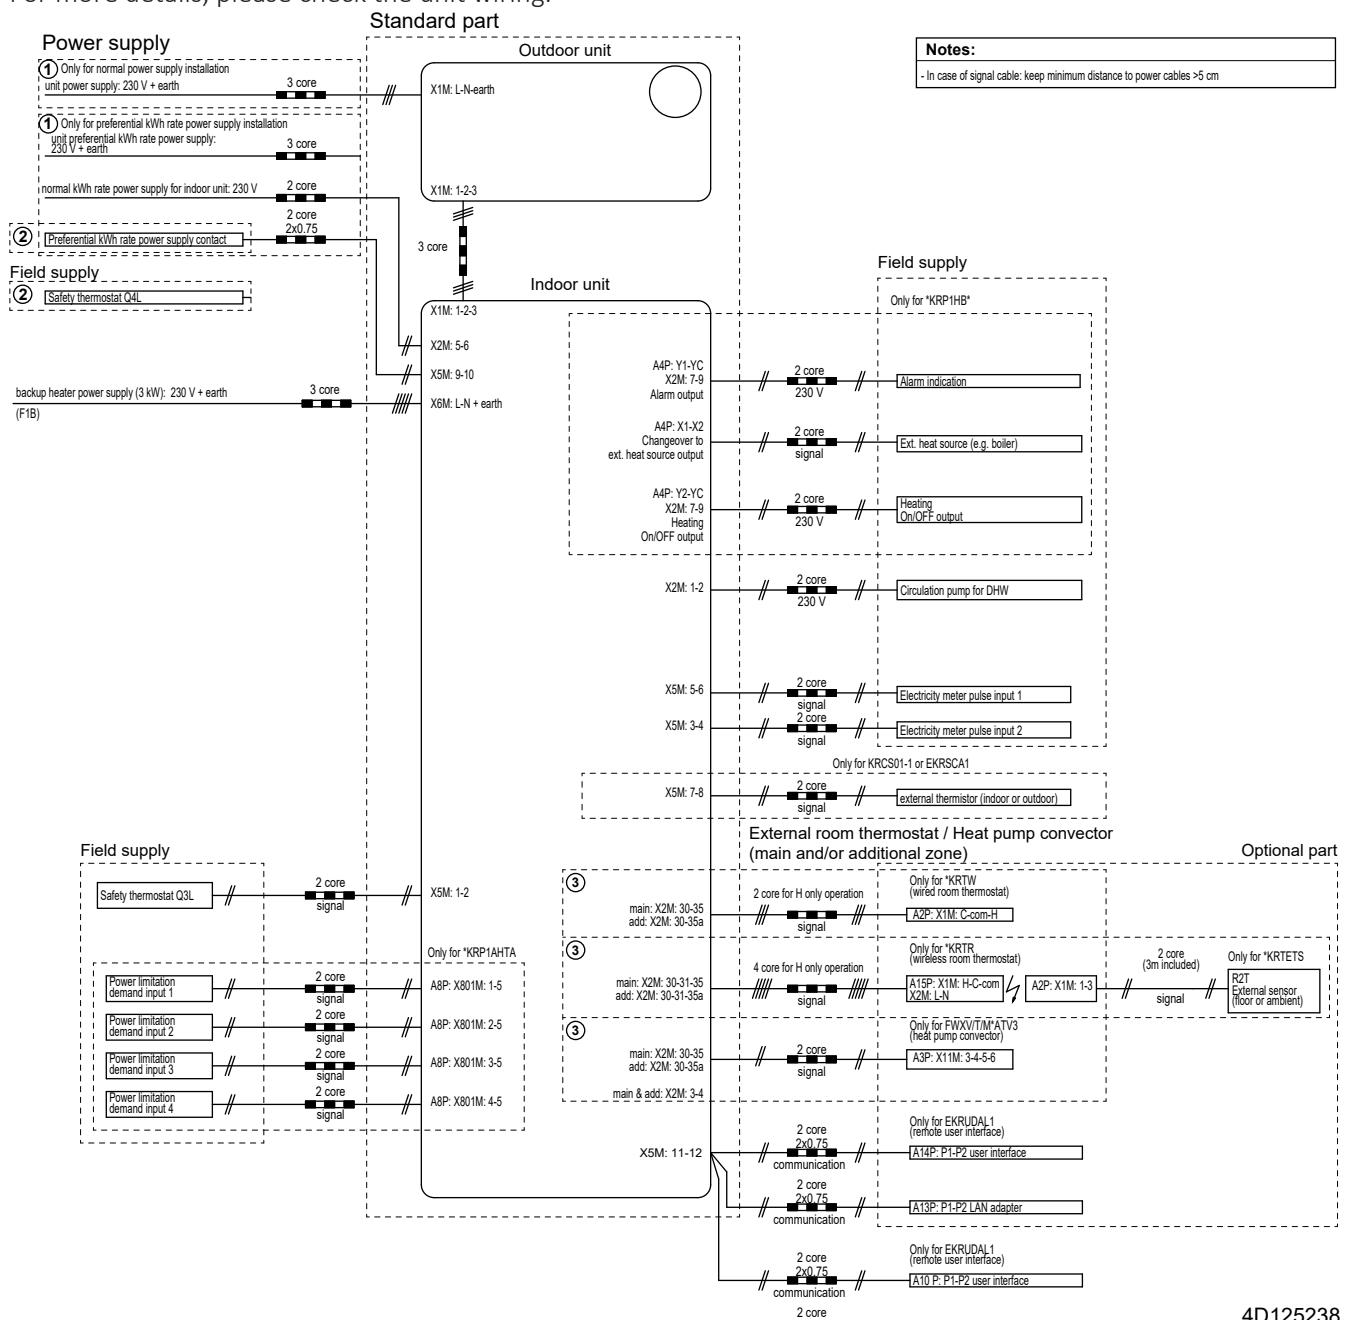 For more details, please check the unit wiring.
Standard part
Power supply
① Only for normal power supply installation
unit power supply: 230 V + earth
3 core
Outdoor unit
X1M: L-N-earth
Notes:
- In case of signal cable: keep minimum distance to power cables >5 cm
① Only for preferential kWh rate power supply installation
unit preferential kWh rate power supply:
230 V + earth
3 core
normal kWh rate power supply for indoor unit: 230 V
2 core
X1M: 1-2-3
2 core
2x0.75
② Preferential kWh rate power supply contact
3 core
Field supply
② Safety thermostat Q4L
Indoor unit
X1M: 1-2-3
X2M: 5-6
X5M: 9-10
backup heater power supply (3 kW): 230 V + earth
(F1B)
3 core
X6M: L-N + earth
Field supply
Only for *KRP1HB*
A4P: Y1-YC
X2M: 7-9
Alarm output
2 core
230 V
Alarm indication
A4P: X1-X2
Changeover to
ext. heat source output
2 core
signal
Ext. heat source (e.g. boiler)
A4P: Y2-YC
X2M: 7-9
Heating
On/OFF output
2 core
230 V
Heating
On/OFF output
X2M: 1-2
2 core
230 V
Circulation pump for DHW
X5M: 5-6
2 core
signal
Electricity meter pulse input 1
X5M: 3-4
2 core
signal
Electricity meter pulse input 2
Only for KRCS01-1 or EKRSCA1
X5M: 7-8
2 core
signal
external thermistor (indoor or outdoor)
Field supply
Safety thermostat Q3L
2 core
signal
X5M: 1-2
Only for *KRP1AHTA
Power limitation
demand input 1
2 core
signal
A8P: X801M: 1-5
Power limitation
demand input 2
2 core
signal
A8P: X801M: 2-5
Power limitation
demand input 3
2 core
signal
A8P: X801M: 3-5
Power limitation
demand input 4
2 core
signal
A8P: X801M: 4-5
External room thermostat / Heat pump convector
(main and/or additional zone)
Optional part
③
main: X2M: 30-35
add: X2M: 30-35a
2 core for H only operation
signal
Only for *KRTW
(wired room thermostat)
A2P: X1M: C-com-H
③
main: X2M: 30-31-35
add: X2M: 30-31-35a
4 core for H only operation
signal
Only for *KRTR
(wireless room thermostat)
A15P: X1M: H-C-com
X2M: L-N
A2P: X1M: 1-3
2 core
(3m included)
signal
Only for *KRTETS
R2T
External sensor
(floor or ambient)
③
main: X2M: 30-35
add: X2M: 30-35a
main & add: X2M: 3-4
2 core
signal
Only for FWXV/T/M*ATV3
(heat pump convector)
A3P: X11M: 3-4-5-6
X5M: 11-12
2 core
2x0.75
communication
Only for EKRUDAL1
(remote user interface)
A14P: P1-P2 user interface
2 core
2x0.75
communication
A13P: P1-P2 LAN adapter
2 core
2x0.75
communication
Only for EKRUDAL1
(remote user interface)
A10 P: P1-P2 user interface
2 core
4D125238